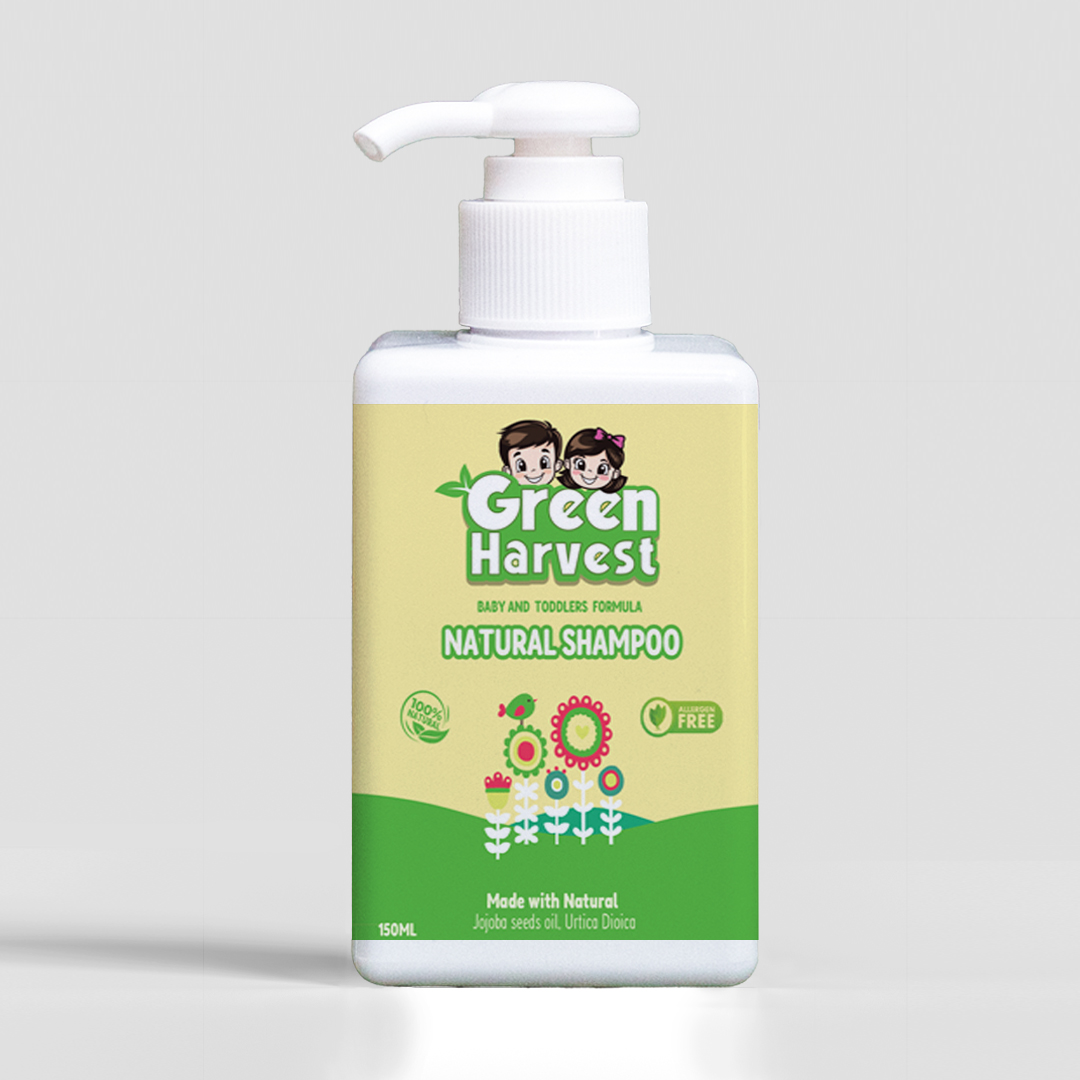 Green
Harvest
BABY AND TODDLERS FORMULA
NATURAL SHAMPOO
100%
NATURAL
ALLERGEN
FREE
Made with Natural
Jojoba seeds oil, Urtica Dioica
150ML